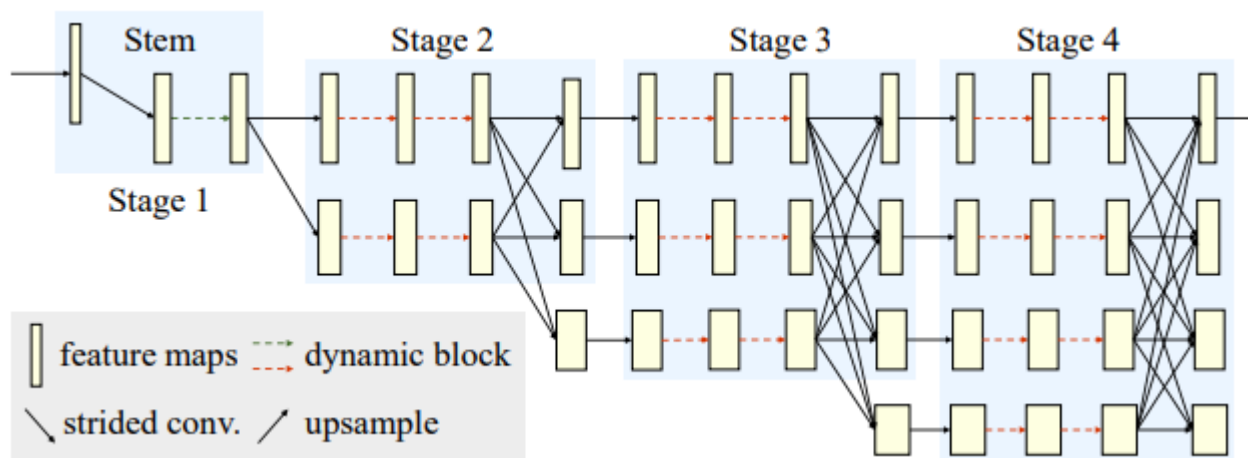 Stem
Stage 2
Stage 3
Stage 4
Stage 1
feature maps
dynamic block
strided conv.
upsample